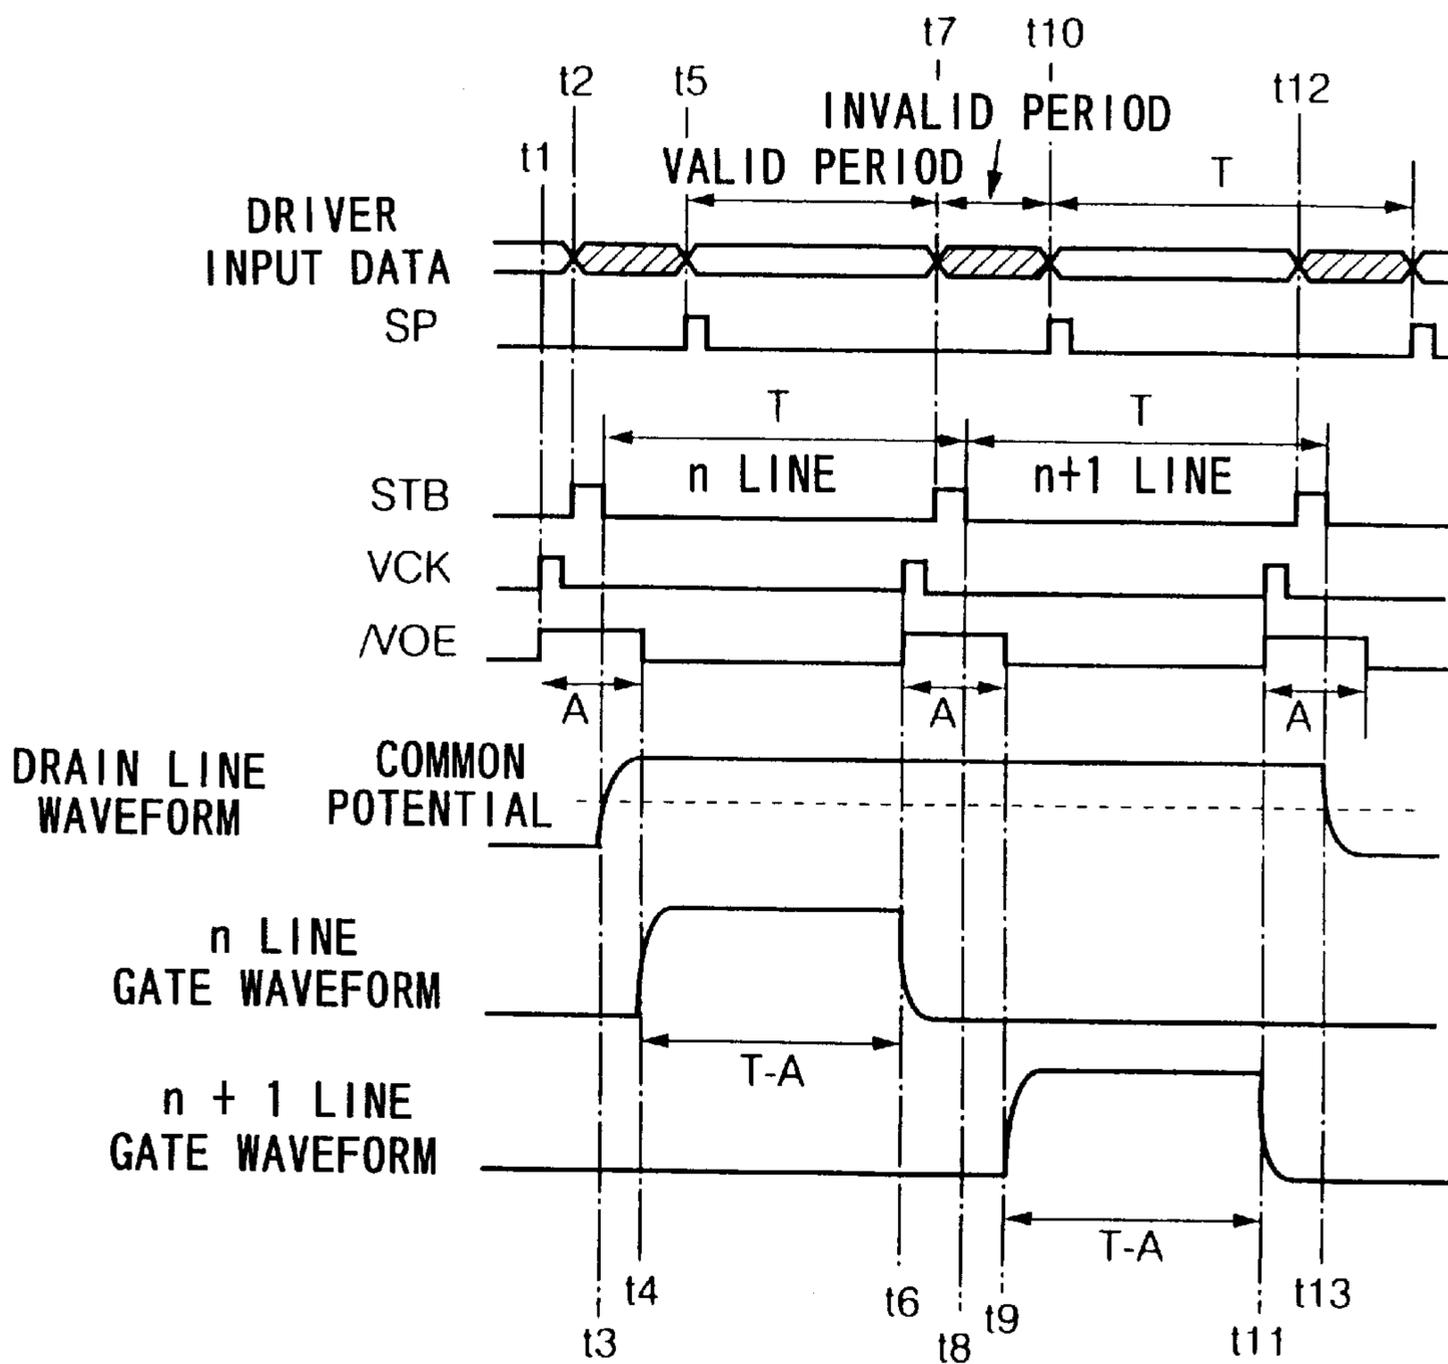 t7 t10
t2 t5 t12
INVALID PERIOD
t1 VALID PERIOD T
DRIVER
INPUT DATA
SP
T T
n LINE n+1 LINE
STB
VCK
/VOE
A A A
DRAIN LINE COMMON
WAVEFORM POTENTIAL
n LINE
GATE WAVEFORM
T-A
n + 1 LINE
GATE WAVEFORM
T-A
t4 t6 t9 t13
t3 t8 t11